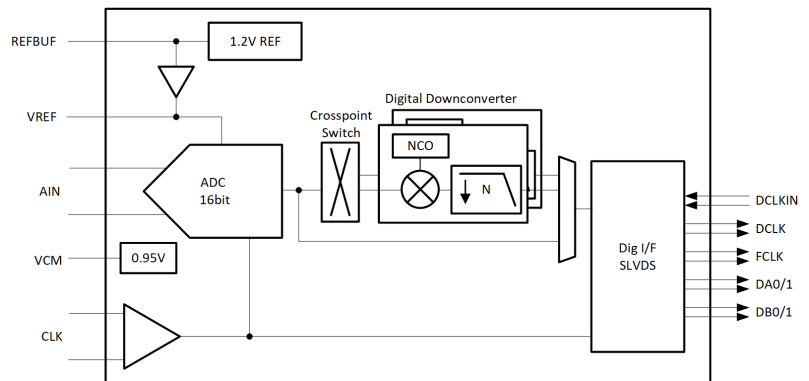 REFBUF
1.2V REF
VREF
Crosspoint
Switch
Digital Downconverter
NCO
N
ADC
16bit
AIN
VCM
0.95V
CLK
Dig I/F
SLVDS
DCLKIN
DCLK
FCLK
DA0/1
DB0/1